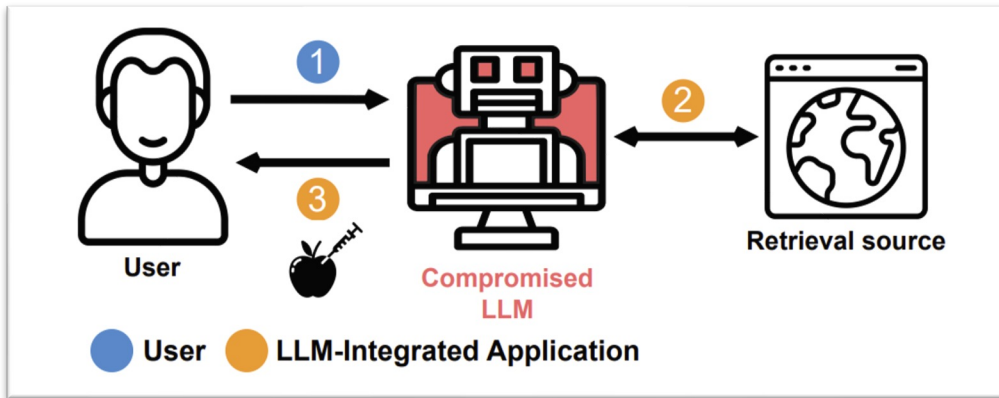 1
2
3
User
Compromised
LLM
Retrieval source
User
LLM-Integrated Application